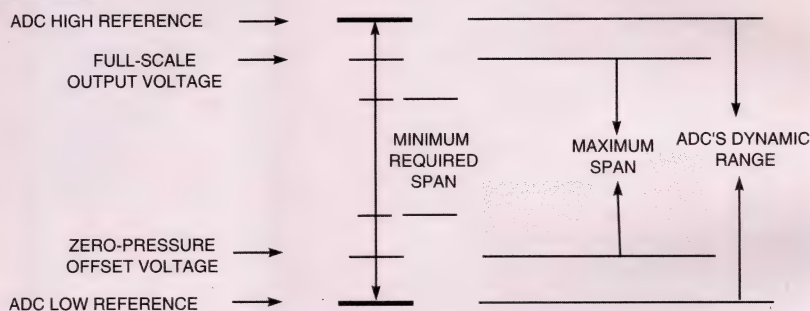 ADC HIGH REFERENCE
FULL-SCALE
OUTPUT VOLTAGE
MINIMUM
REQUIRED
SPAN
MAXIMUM
SPAN
ADC'S DYNAMIC
RANGE
ZERO-PRESSURE
OFFSET VOLTAGE
ADC LOW REFERENCE